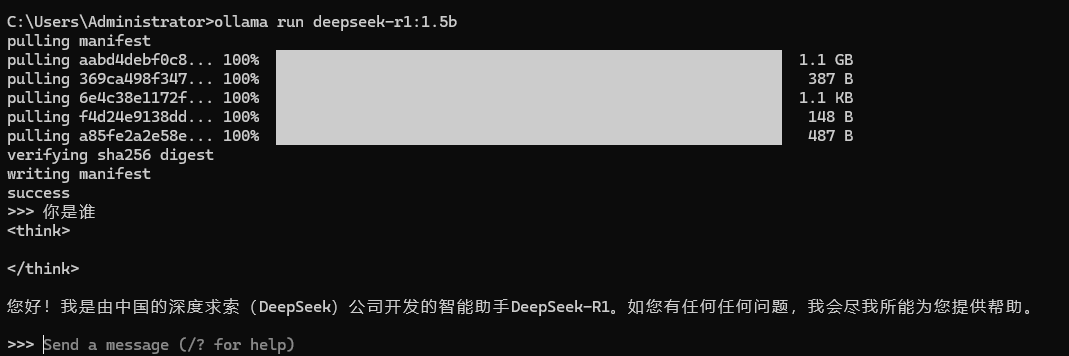 C:\Users\Administrator>ollama run deepseek-r1:1.5b
pulling manifest
pulling aabd4debf0c8... 100% 1.1 GB
pulling 369ca498f347... 100% 387 B
pulling 6e4c38e1172f... 100% 1.1 KB
pulling f4d24e9138dd... 100% 148 B
pulling a85fe2a2e58e... 100% 487 B
verifying sha256 digest
writing manifest
success
>>> 你是谁
<think>
</think>
您好！我是由中国的深度求索（DeepSeek）公司开发的智能助手DeepSeek-R1。如您有任何任何问题，我会尽我所能为您提供帮助。
>>> Send a message (/? for help)